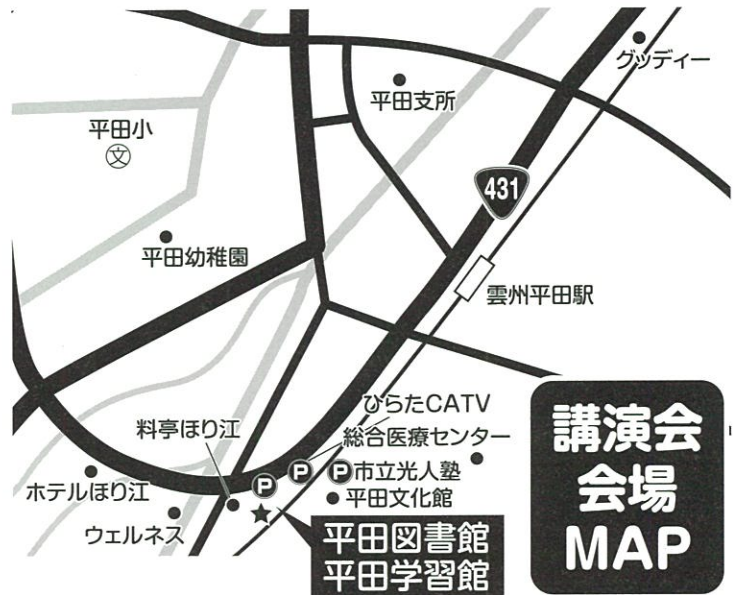 グッディー
平田支所
平田小
文
431
平田幼稚園
雲州平田駅
ひらたCATV
料亭ほり江
総合医療センター
P P P市立光人塾
ホテルほり江
平田文化館
ウェルネス
平田図書館
平田学習館
講演会
会場
MAP